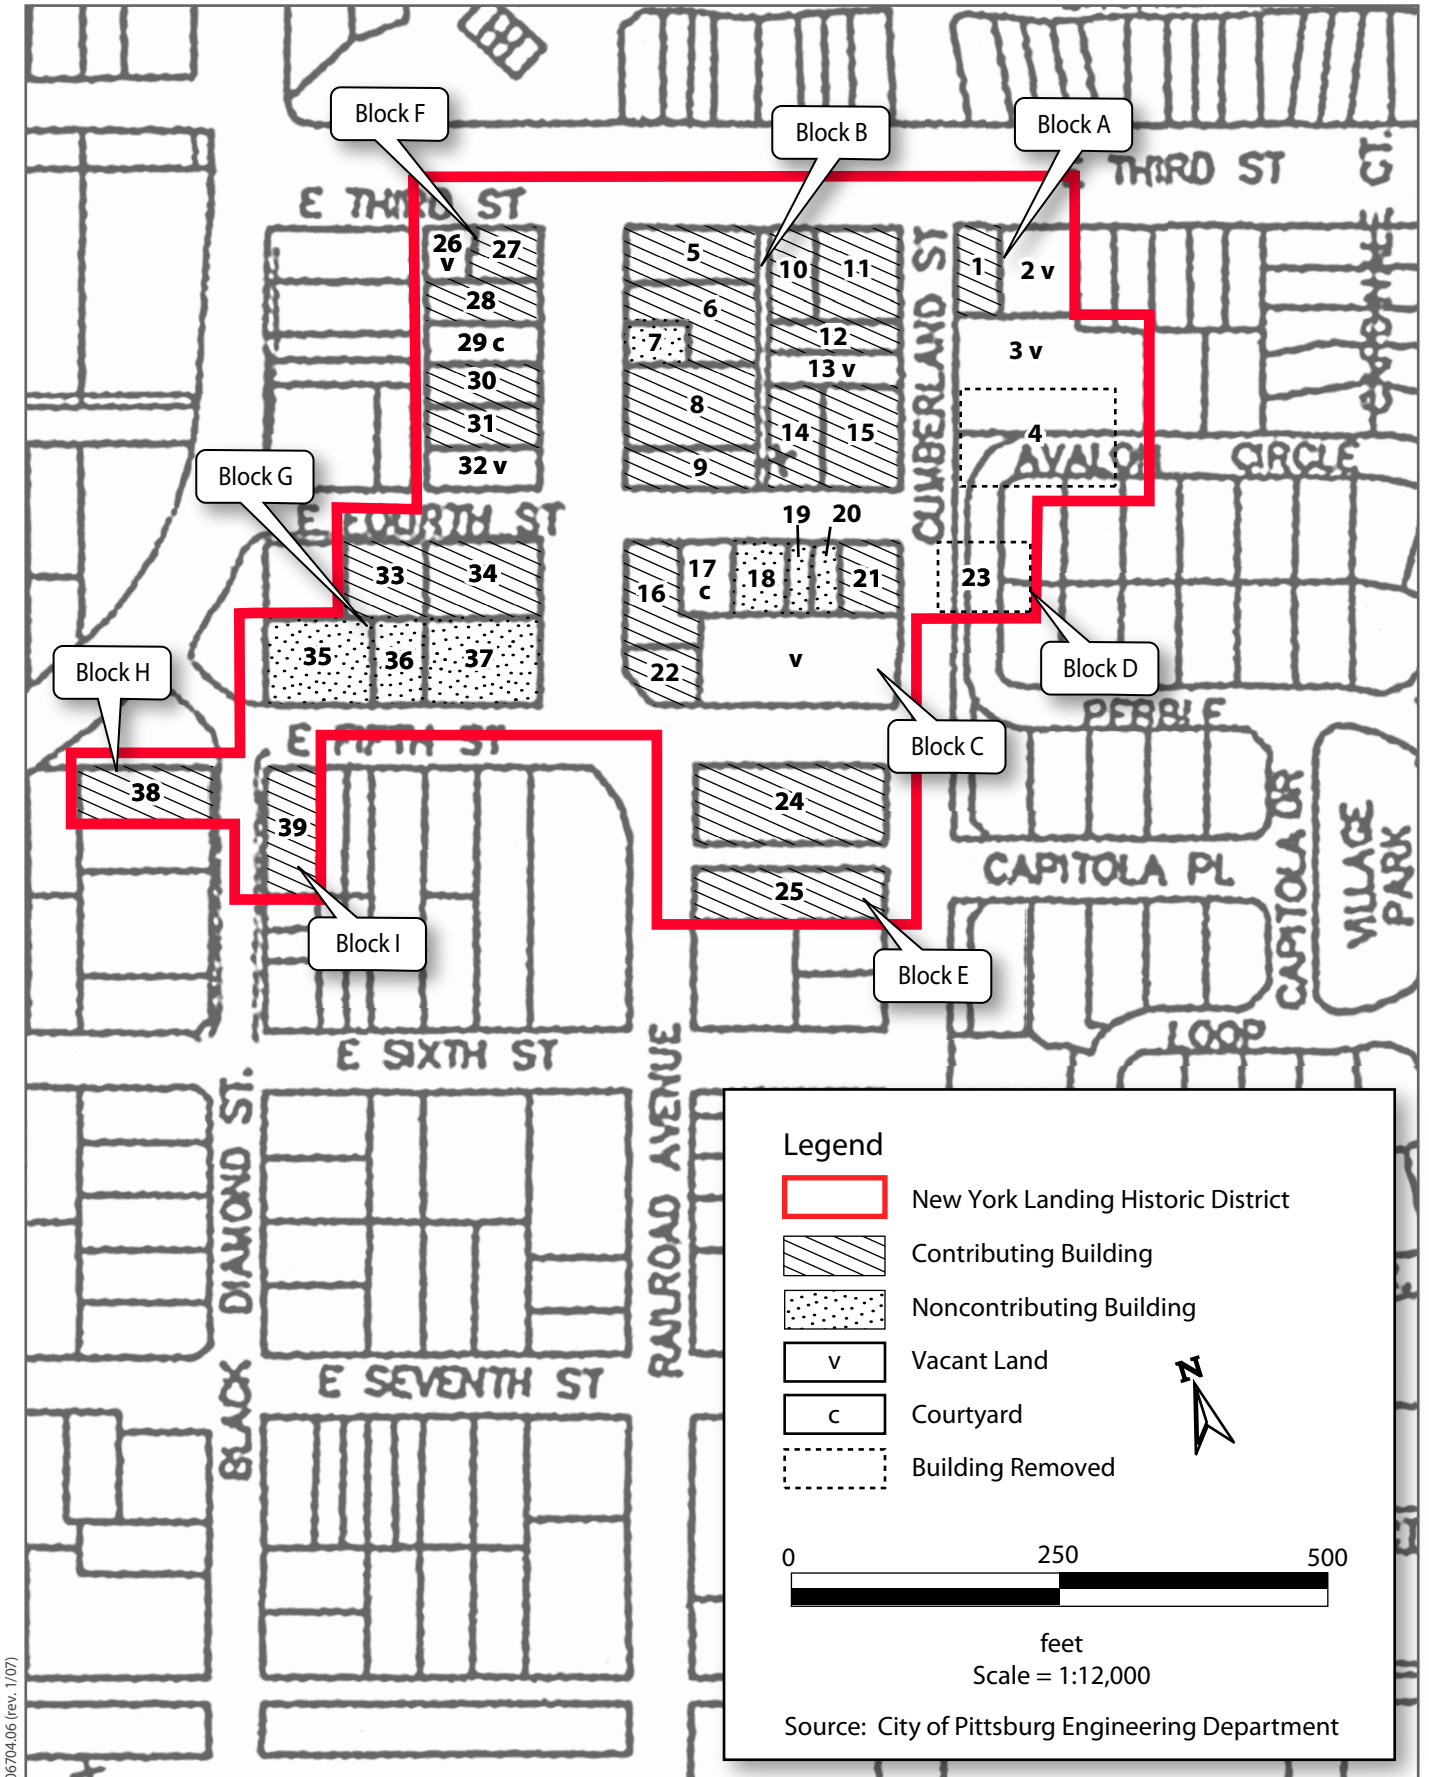 Block F
Block B
Block A
E THIRD ST
E THIRD ST
CT.
26
v
27
5
10
11
1
2 v
28
6
CUMBERLAND ST
29 c
7
12
3 v
13 v
30
8
31
14
15
4
32 v
9
AVALON CIRCLE
Block G
E FOURTH ST
19
20
33
34
16
17
c
18
21
23
35
36
37
22
v
Block D
Block H
PEBBLE
E FIFTH ST
Block C
38
24
39
CAPITOLA DR
VILLAGE
PARK
CAPITOLA PL
25
Block I
Block E
LOOP
E SIXTH ST
BLACK DIAMOND ST.
RAILROAD AVENUE
E SEVENTH ST
Legend
New York Landing Historic District
Contributing Building
Noncontributing Building
v
Vacant Land
N
c
Courtyard
Building Removed
0
250
500
feet
Scale = 1:12,000
Source: City of Pittsburg Engineering Department
06704.06 (rev. 1/07)